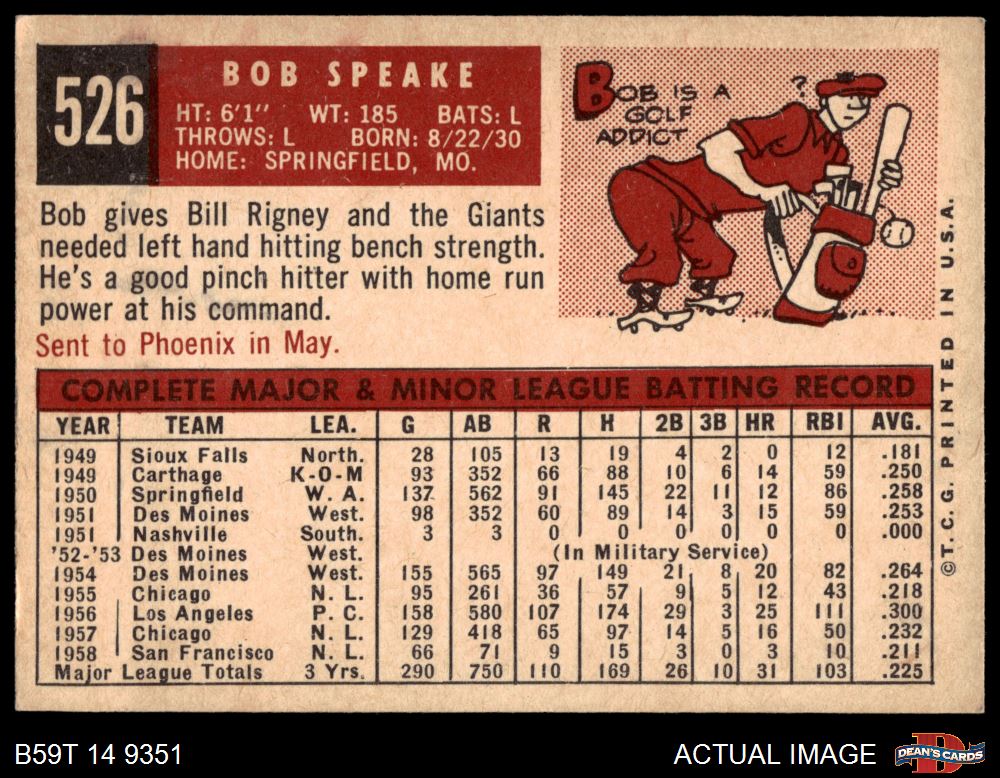 526
BOB SPEAKE
HT: 6'1" WT: 185 BATS: L
THROWS: L BORN: 8/22/30
HOME: SPRINGFIELD, MO.
Bob gives Bill Rigney and the Giants
needed left hand hitting bench strength.
He's a good pinch hitter with home run
power at his command.
Sent to Phoenix in May.
BOB IS A
GOLF
ADDICT
?
COMPLETE MAJOR & MINOR LEAGUE BATTING RECORD
YEAR TEAM LEA. G AB R H 2B 3B HR RBI AVG.
1949 Sioux Falls North. 28 105 13 19 4 2 0 12 .181
1949 Carthage K-O-M 93 352 66 88 10 6 14 59 .250
1950 Springfield W. A. 137 562 91 145 22 11 12 86 .258
1951 Des Moines West. 98 352 60 89 14 3 15 59 .253
1951 Nashville South. 3 3 0 0 0 0 0 0 .000
'52-'53 Des Moines West. (In Military Service)
1954 Des Moines West. 155 565 97 149 21 8 20 82 .264
1955 Chicago N. L. 95 261 36 57 9 5 12 43 .218
1956 Los Angeles P. C. 158 580 107 174 29 3 25 111 .300
1957 Chicago N. L. 129 418 65 97 14 5 16 50 .232
1958 San Francisco N. L. 66 71 9 15 3 0 3 10 .211
Major League Totals 3 Yrs. 290 750 110 169 26 10 31 103 .225
©T. C. G. PRINTED IN U.S.A.
B59T 14 9351
ACTUAL IMAGE
DEAN'S CARDS